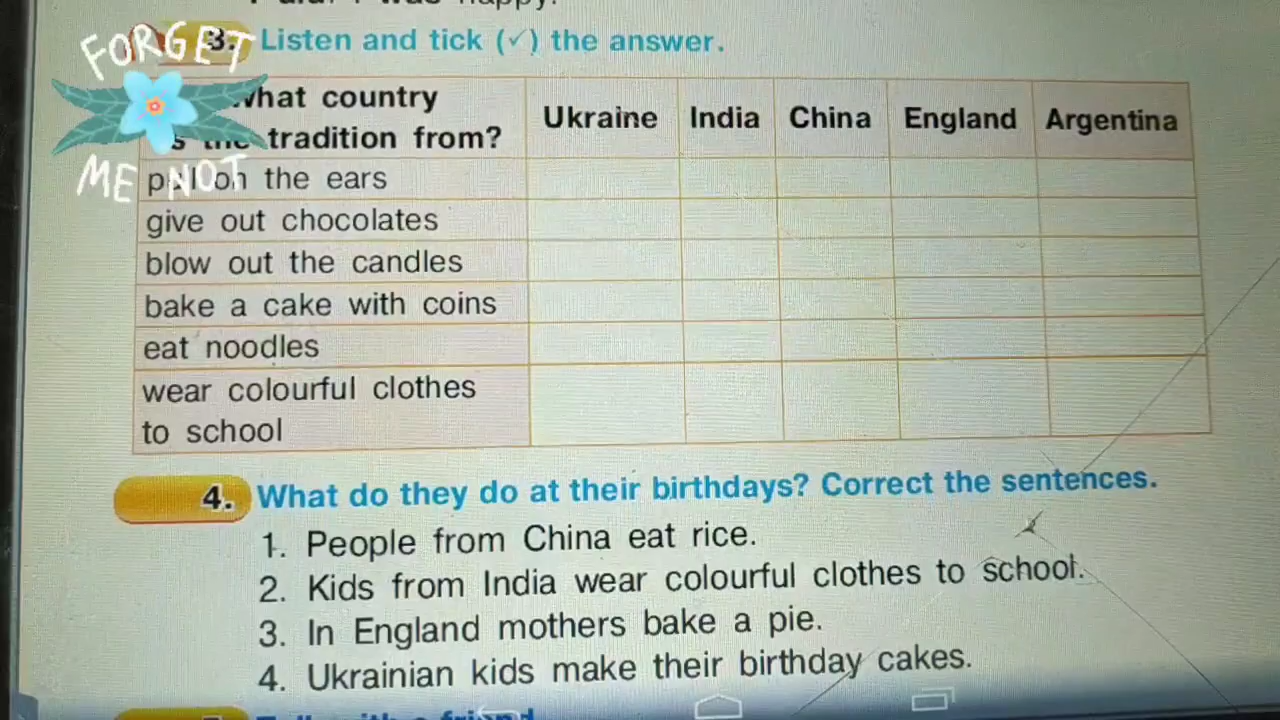 happy.
FORGET
3. Listen and tick (✓) the answer.
what country
tradition from? Ukraine India China England Argentina
ME NOT
pull on the ears
give out chocolates
blow out the candles
bake a cake with coins
eat noodles
wear colourful clothes
to school
4. What do they do at their birthdays? Correct the sentences.
1. People from China eat rice.
2. Kids from India wear colourful clothes to school.
3. In England mothers bake a pie.
4. Ukrainian kids make their birthday cakes.